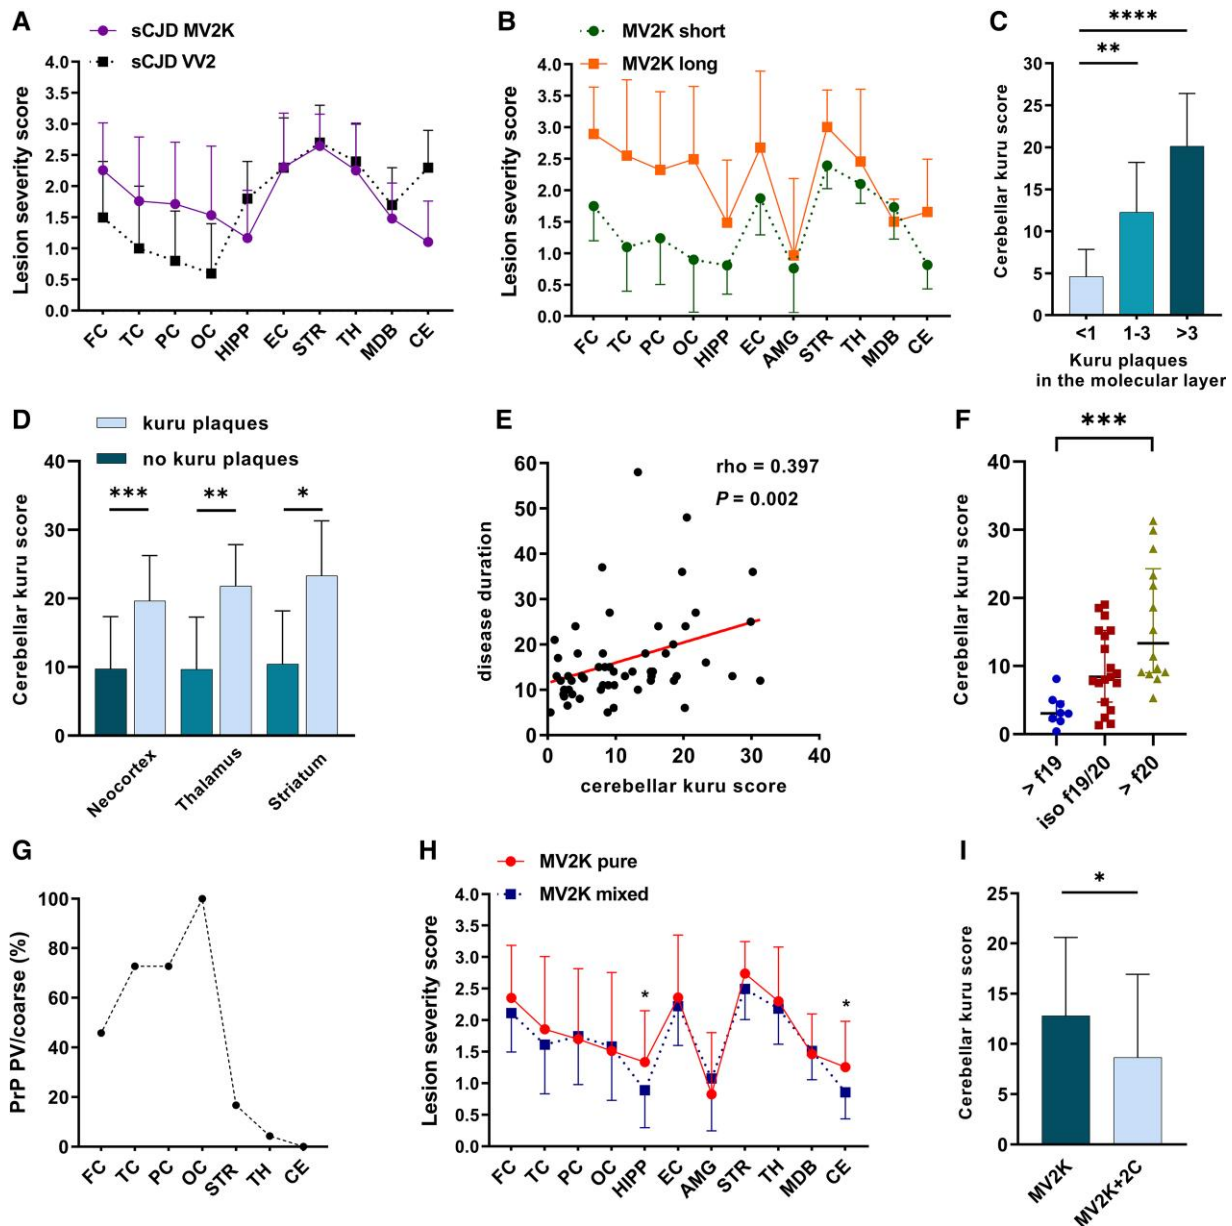 A
sCJD MV2K
sCJD VV2
Lesion severity score
4.0
3.5
3.0
2.5
2.0
1.5
1.0
0.5
0.0
FC
TC
PC
OC
HIPP
EC
STR
TH
MDB
CE
B
MV2K short
MV2K long
Lesion severity score
4.0
3.5
3.0
2.5
2.0
1.5
1.0
0.5
0.0
FC
TC
PC
OC
HIPP
EC
AMG
STR
TH
MDB
CE
C
****
**
Cerebellar kuru score
30
25
20
15
10
5
0
<1
1-3
>3
Kuru plaques
in the molecular layer
D
kuru plaques
no kuru plaques
Cerebellar kuru score
40
30
20
10
0
***
**
*
Neocortex
Thalamus
Striatum
E
rho = 0.397
P = 0.002
disease duration
60
50
40
30
20
10
0
0
10
20
30
40
cerebellar kuru score
F
***
Cerebellar kuru score
40
30
20
10
0
> f19
iso f19/20
> f20
G
PrP PV/coarse (%)
100
80
60
40
20
0
FC
TC
PC
OC
STR
TH
CE
H
MV2K pure
MV2K mixed
Lesion severity score
4.0
3.5
3.0
2.5
2.0
1.5
1.0
0.5
0.0
*
*
FC
TC
PC
OC
HIPP
EC
AMG
STR
TH
MDB
CE
I
*
Cerebellar kuru score
25
20
15
10
5
0
MV2K
MV2K+2C